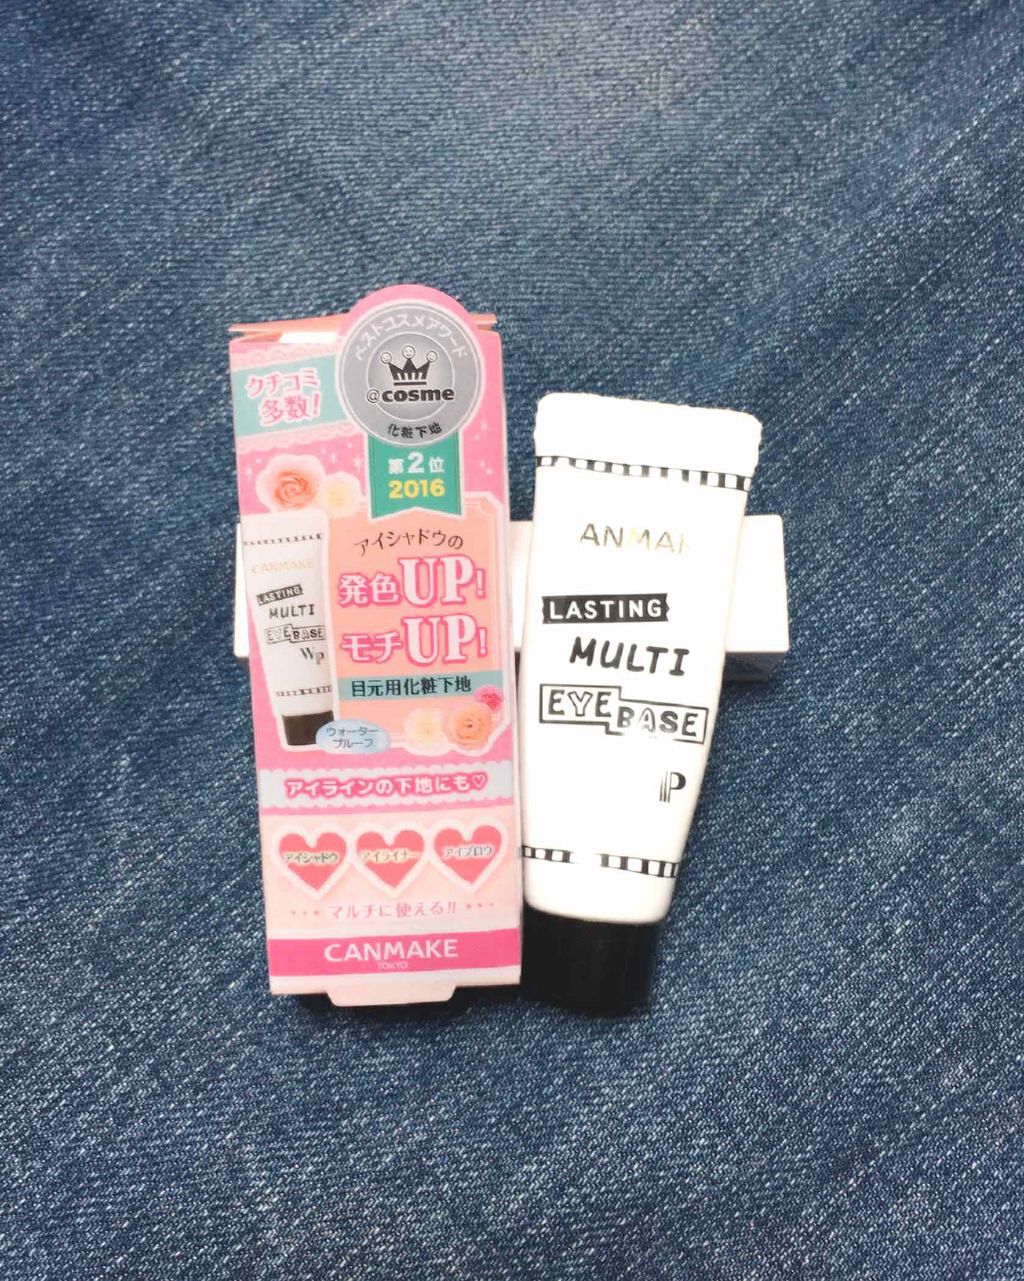 ベストコスメアワード
@cosme
化粧下地
第2位
2016
クチコミ
多数!
アイシャドウの
発色UP!
モチUP!
目元用化粧下地
CANMAKE
LASTING
MULTI
EYEBASE
WP
ウォーター
プルーフ
アイラインの下地にも♡
アイシャドウ
アイライナー
アイブロウ
マルチに使える!!
CANMAKE
TOKYO
ANMAK
LASTING
MULTI
EYEBASE
P